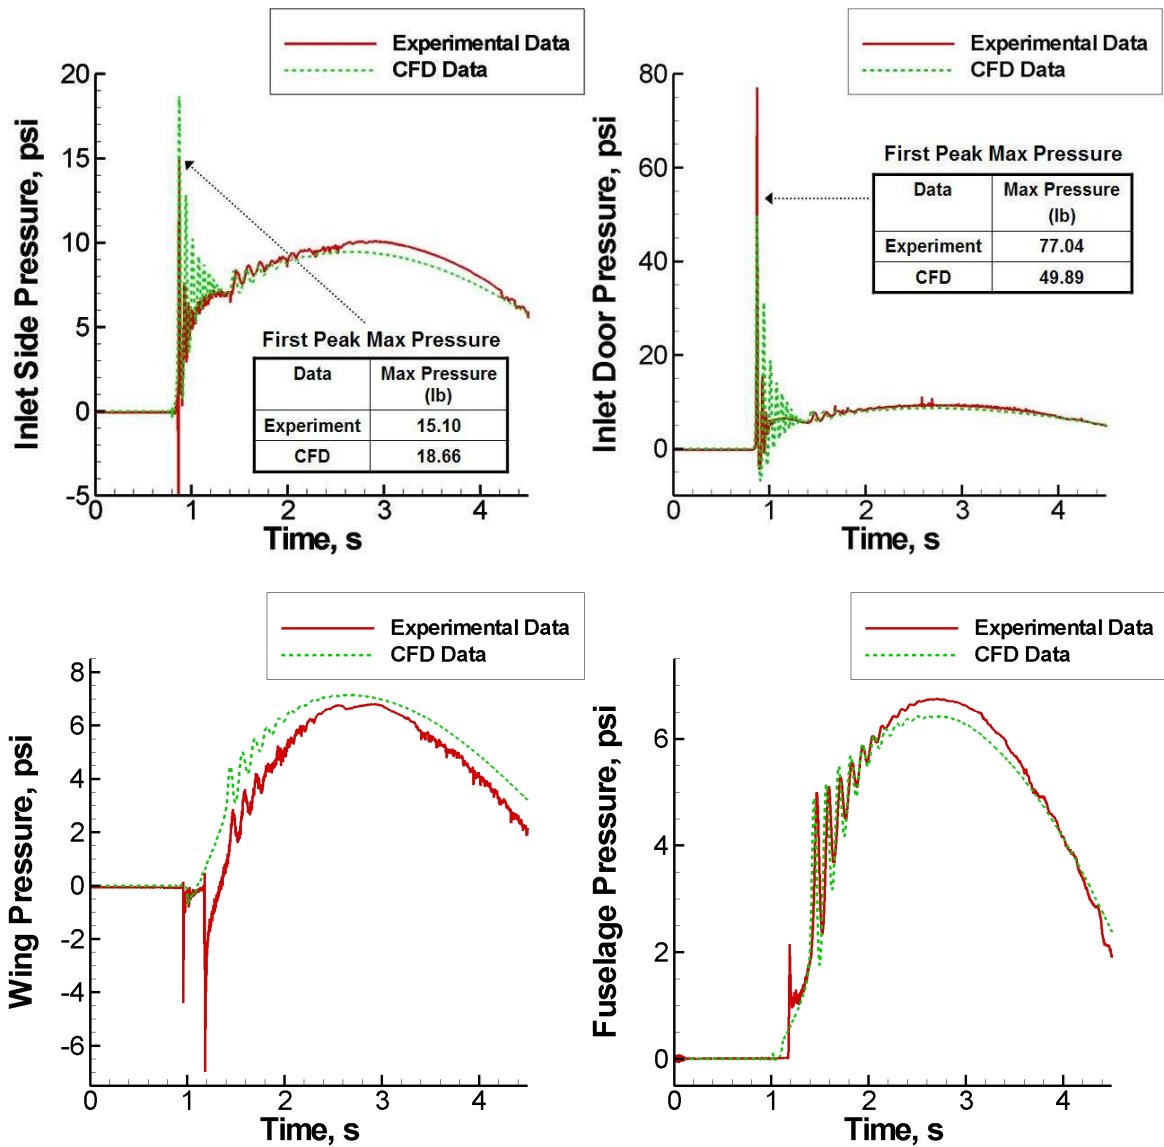 Experimental Data
CFD Data
20
15
10
5
0
-5
Inlet Side Pressure, psi
First Peak Max Pressure
Data Max Pressure
(lb)
Experiment 15.10
CFD 18.66
0 1 2 3 4
Time, s
Experimental Data
CFD Data
80
60
40
20
0
Inlet Door Pressure, psi
First Peak Max Pressure
Data Max Pressure
(lb)
Experiment 77.04
CFD 49.89
0 1 2 3 4
Time, s
Experimental Data
CFD Data
8
6
4
2
0
-2
-4
-6
Wing Pressure, psi
0 1 2 3 4
Time, s
Experimental Data
CFD Data
6
4
2
0
Fuselage Pressure, psi
0 1 2 3 4
Time, s